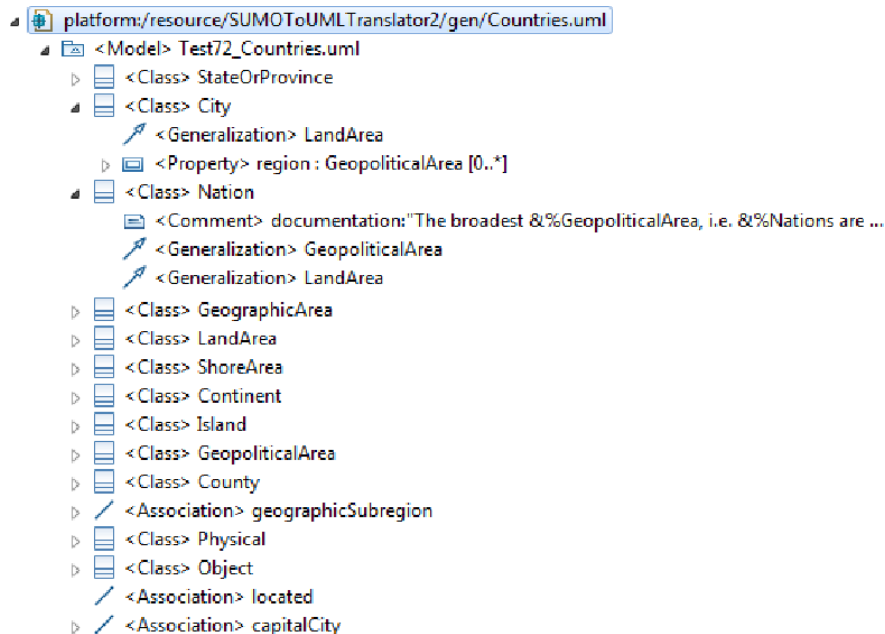 platform:/resource/SUMOToUMLTranslator2/gen/Countries.uml
<Model> Test72_Countries.uml
<Class> StateOrProvince
<Class> City
<Generalization> LandArea
<Property> region : GeopoliticalArea [0..*]
<Class> Nation
<Comment> documentation:"The broadest &%GeopoliticalArea, i.e. &%Nations are ...
<Generalization> GeopoliticalArea
<Generalization> LandArea
<Class> GeographicArea
<Class> LandArea
<Class> ShoreArea
<Class> Continent
<Class> Island
<Class> GeopoliticalArea
<Class> County
<Association> geographicSubregion
<Class> Physical
<Class> Object
<Association> located
<Association> capitalCity